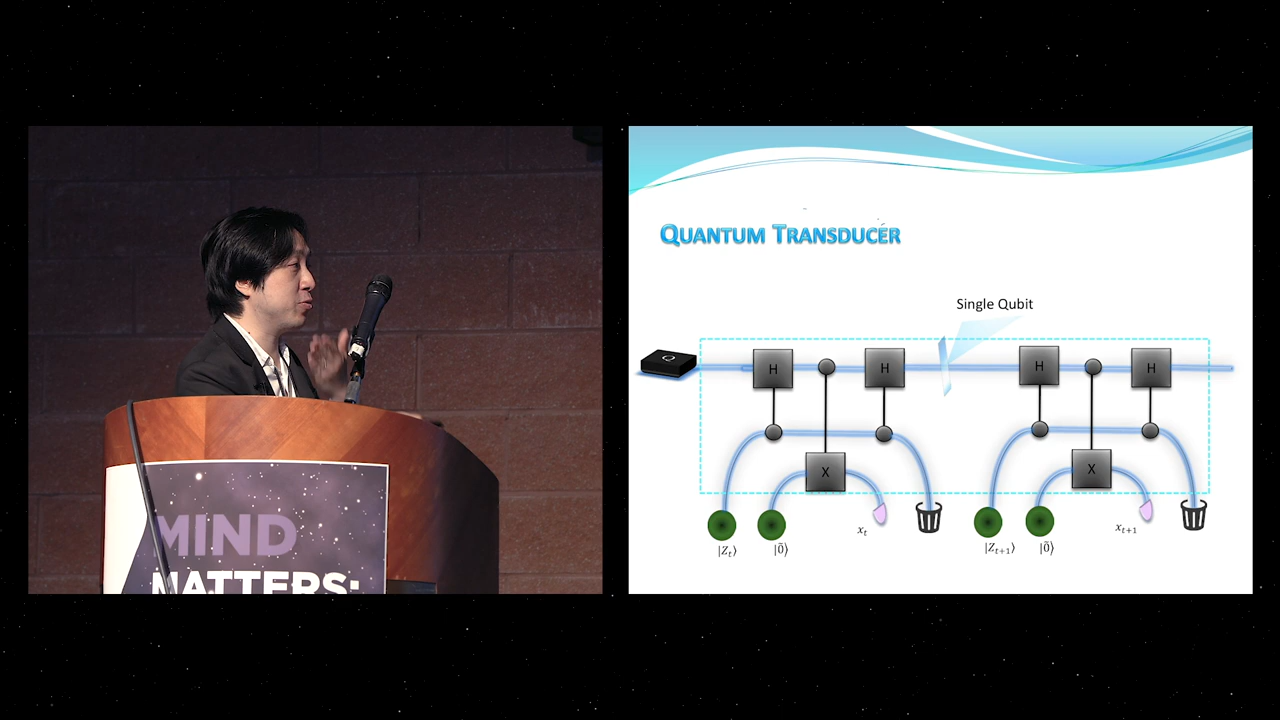 MIND
MATTERS:
QUANTUM TRANSDUCER
Single Qubit
Q
H
H
H
H
X
X
x_t
x_{t+1}
|Z_t⟩
|0̃⟩
|Z_{t+1}⟩
|0̃⟩